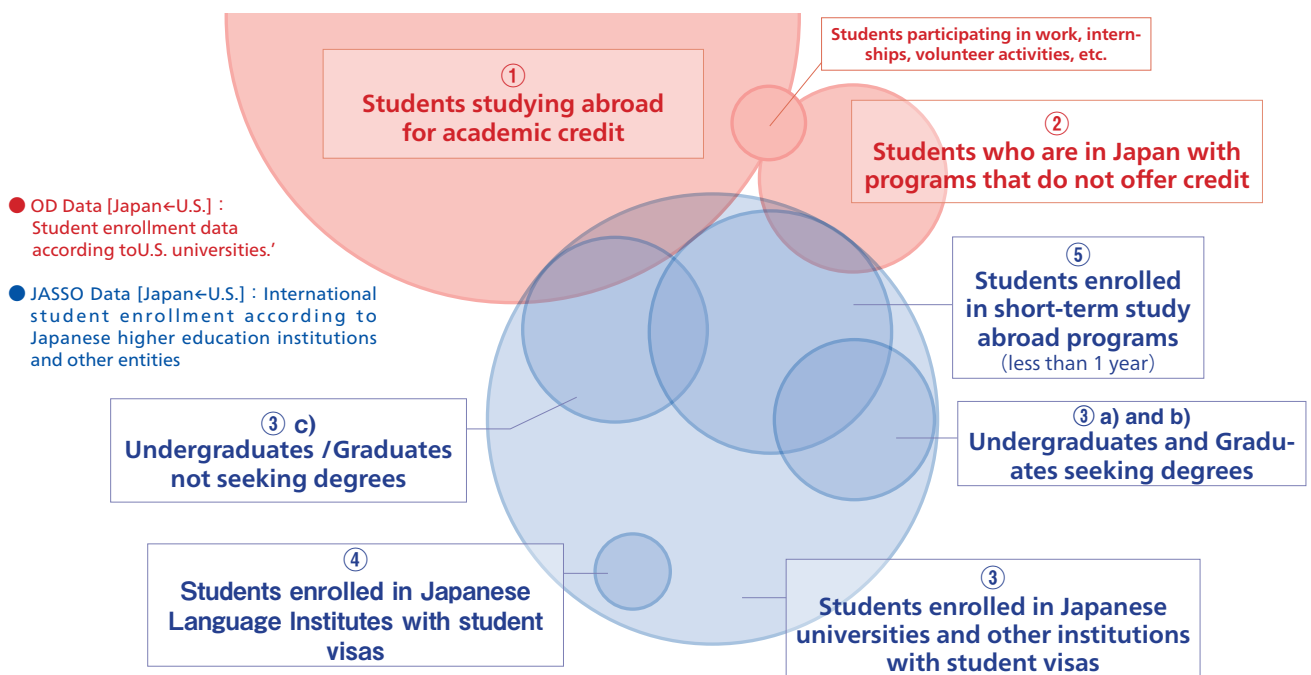 Students participating in work, intern-
ships, volunteer activities, etc.
①
Students studying abroad
for academic credit
②
Students who are in Japan with
programs that do not offer credit
● OD Data [Japan←U.S.]：
Student enrollment data
according toU.S. universities.’
● JASSO Data [Japan←U.S.]：International
student enrollment according to
Japanese higher education institutions
and other entities
⑤
Students enrolled
in short-term study
abroad programs
（less than 1 year）
③ c)
Undergraduates /Graduates
not seeking degrees
③ a) and b)
Undergraduates and Gradu-
ates seeking degrees
④
Students enrolled in Japanese
Language Institutes with student
visas
③
Students enrolled in Japanese
universities and other institutions
with student visas